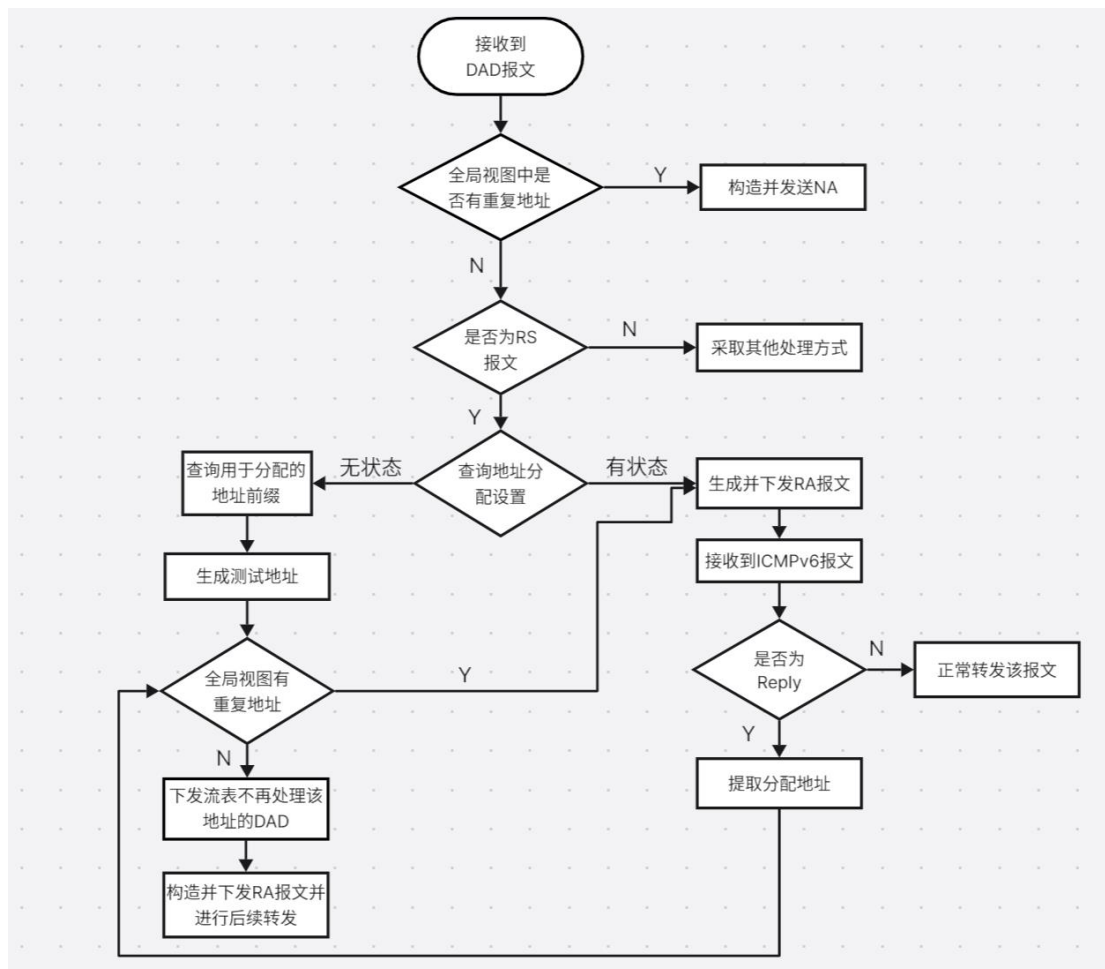 接收到
DAD报文
全局视图中是
否有重复地址
Y
构造并发送NA
N
是否为RS
报文
N
采取其他处理方式
Y
查询地址分
配设置
无状态
有状态
查询用于分配的
地址前缀
生成并下发RA报文
生成测试地址
接收到ICMPv6报文
全局视图有
重复地址
Y
是否为
Reply
N
正常转发该报文
N
Y
下发流表不再处理该
地址的DAD
提取分配地址
构造并下发RA报文并
进行后续转发